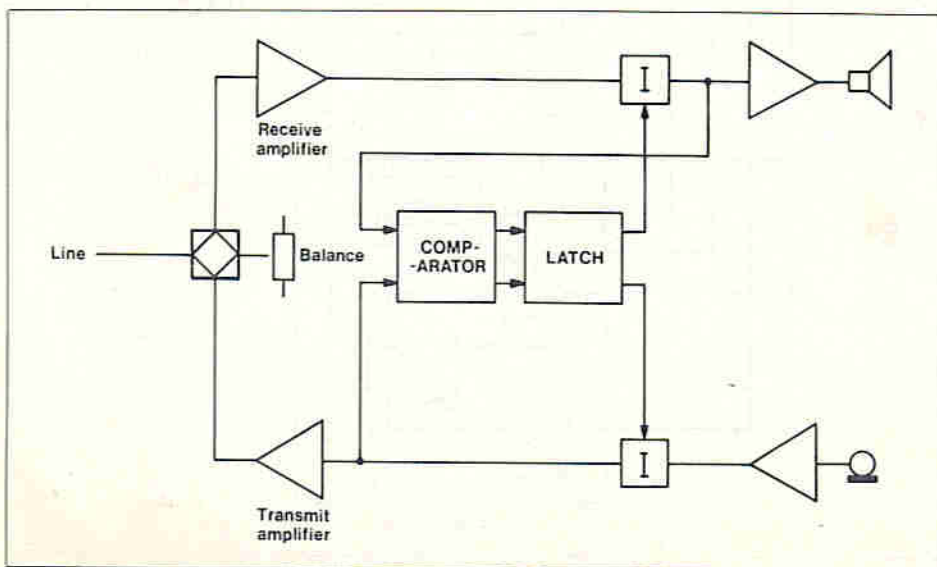 I
Receive
amplifier
Line
Balance
COMP-
-ARATOR
LATCH
I
Transmit
amplifier